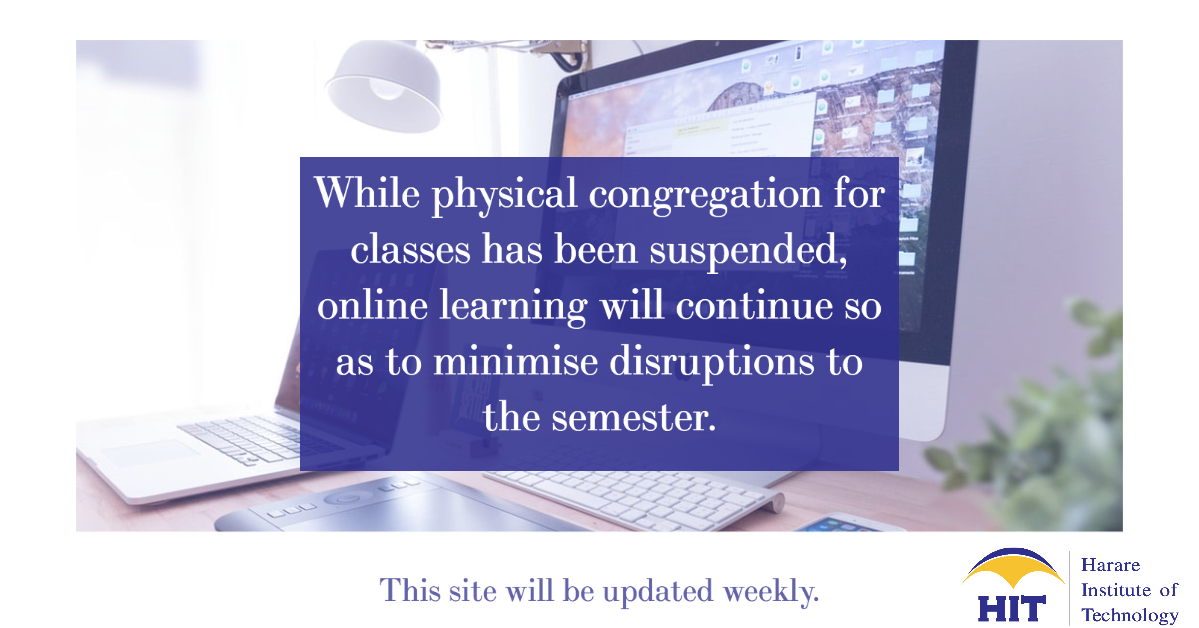 While physical congregation for
classes has been suspended,
online learning will continue so
as to minimise disruptions to
the semester.
This site will be updated weekly.
HIT
Harare
Institute of
Technology